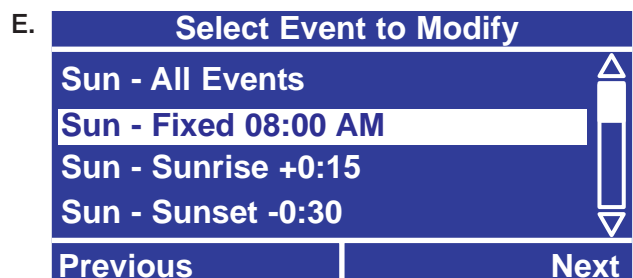 E.
Select Event to Modify
Sun - All Events
Sun - Fixed 08:00 AM
Sun - Sunrise +0:15
Sun - Sunset -0:30
Previous Next